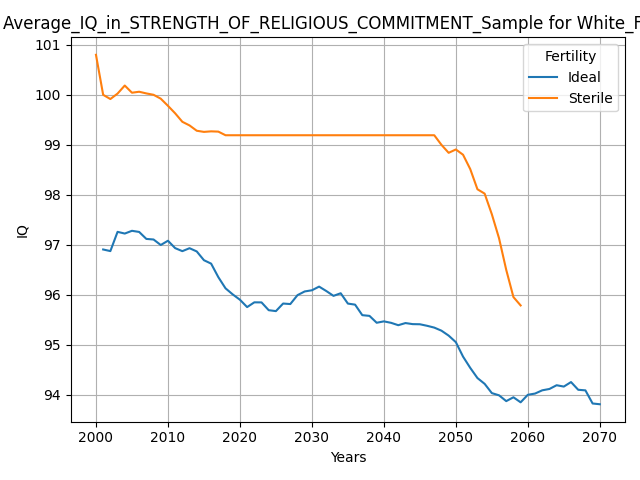 Average_IQ_in_STRENGTH_OF_RELIGIOUS_COMMITMENT_Sample for White_F
101
100
99
98
97
96
95
94
IQ
Fertility
Ideal
Sterile
2000 2010 2020 2030 2040 2050 2060 2070
Years